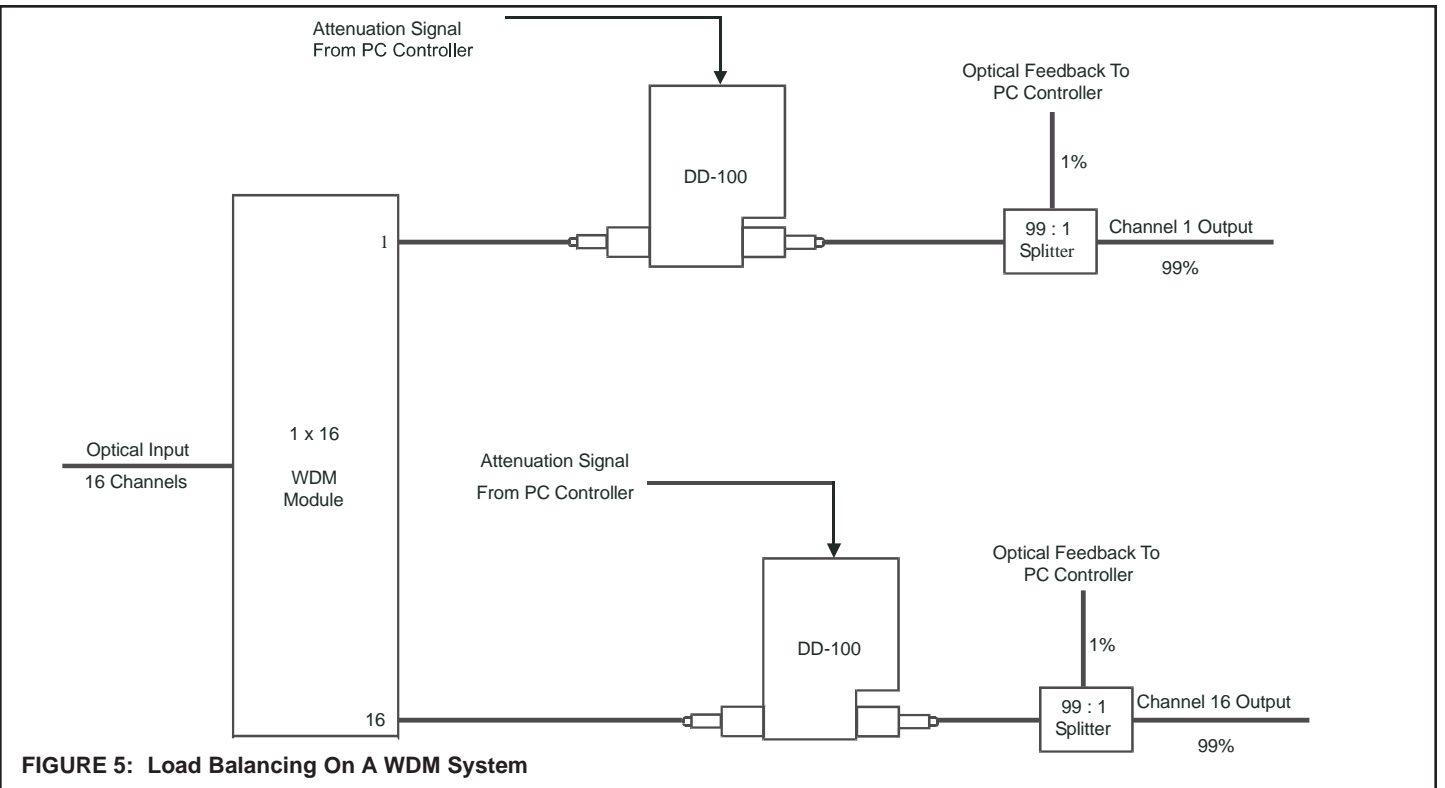 Attenuation Signal
From PC Controller
Optical Feedback To
PC Controller
DD-100
1%
1
99 : 1
Splitter
Channel 1 Output
99%
Optical Input
16 Channels
1 x 16
WDM
Module
Attenuation Signal
From PC Controller
Optical Feedback To
PC Controller
DD-100
1%
16
99 : 1
Splitter
Channel 16 Output
99%
FIGURE 5: Load Balancing On A WDM System